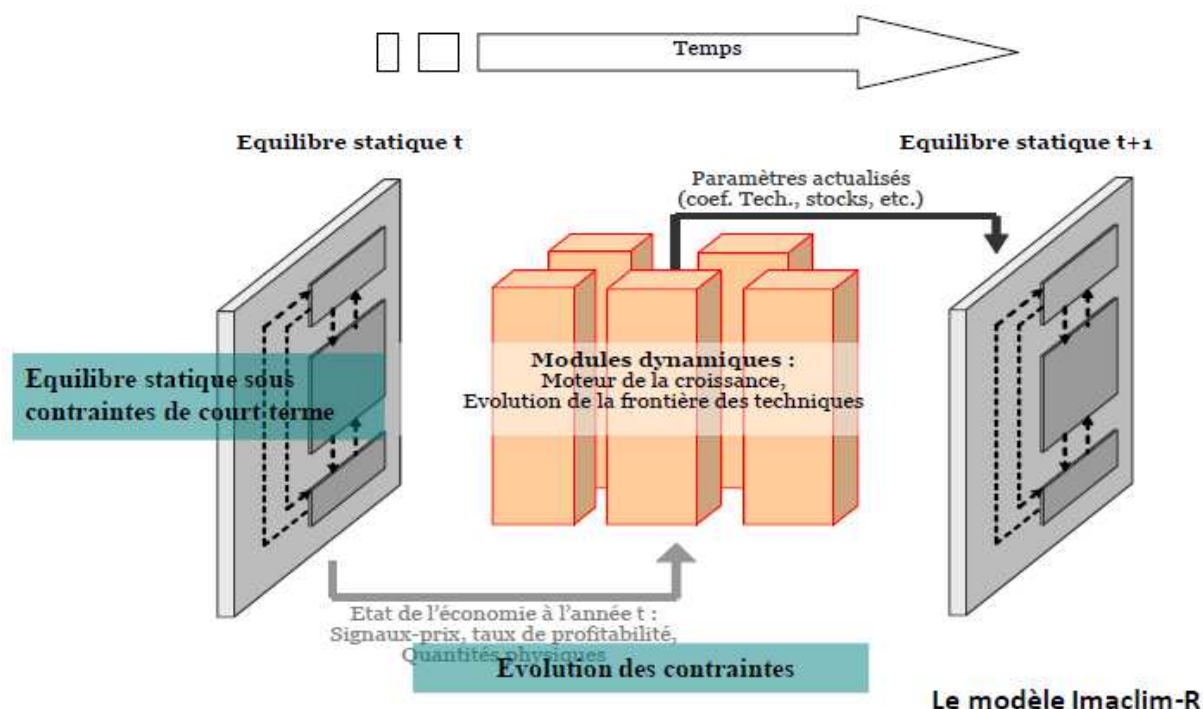 Temps
Equilibre statique t
Equilibre statique t+1
Paramètres actualisés
(coef. Tech., stocks, etc.)
Equilibre statique sous
contraintes de court terme
Modules dynamiques :
Moteur de la croissance,
Evolution de la frontière des techniques
Etat de l'économie à l'année t :
Signaux-prix, taux de profitabilité,
Quantités physiques
Evolution des contraintes
Le modèle Imaclim-R